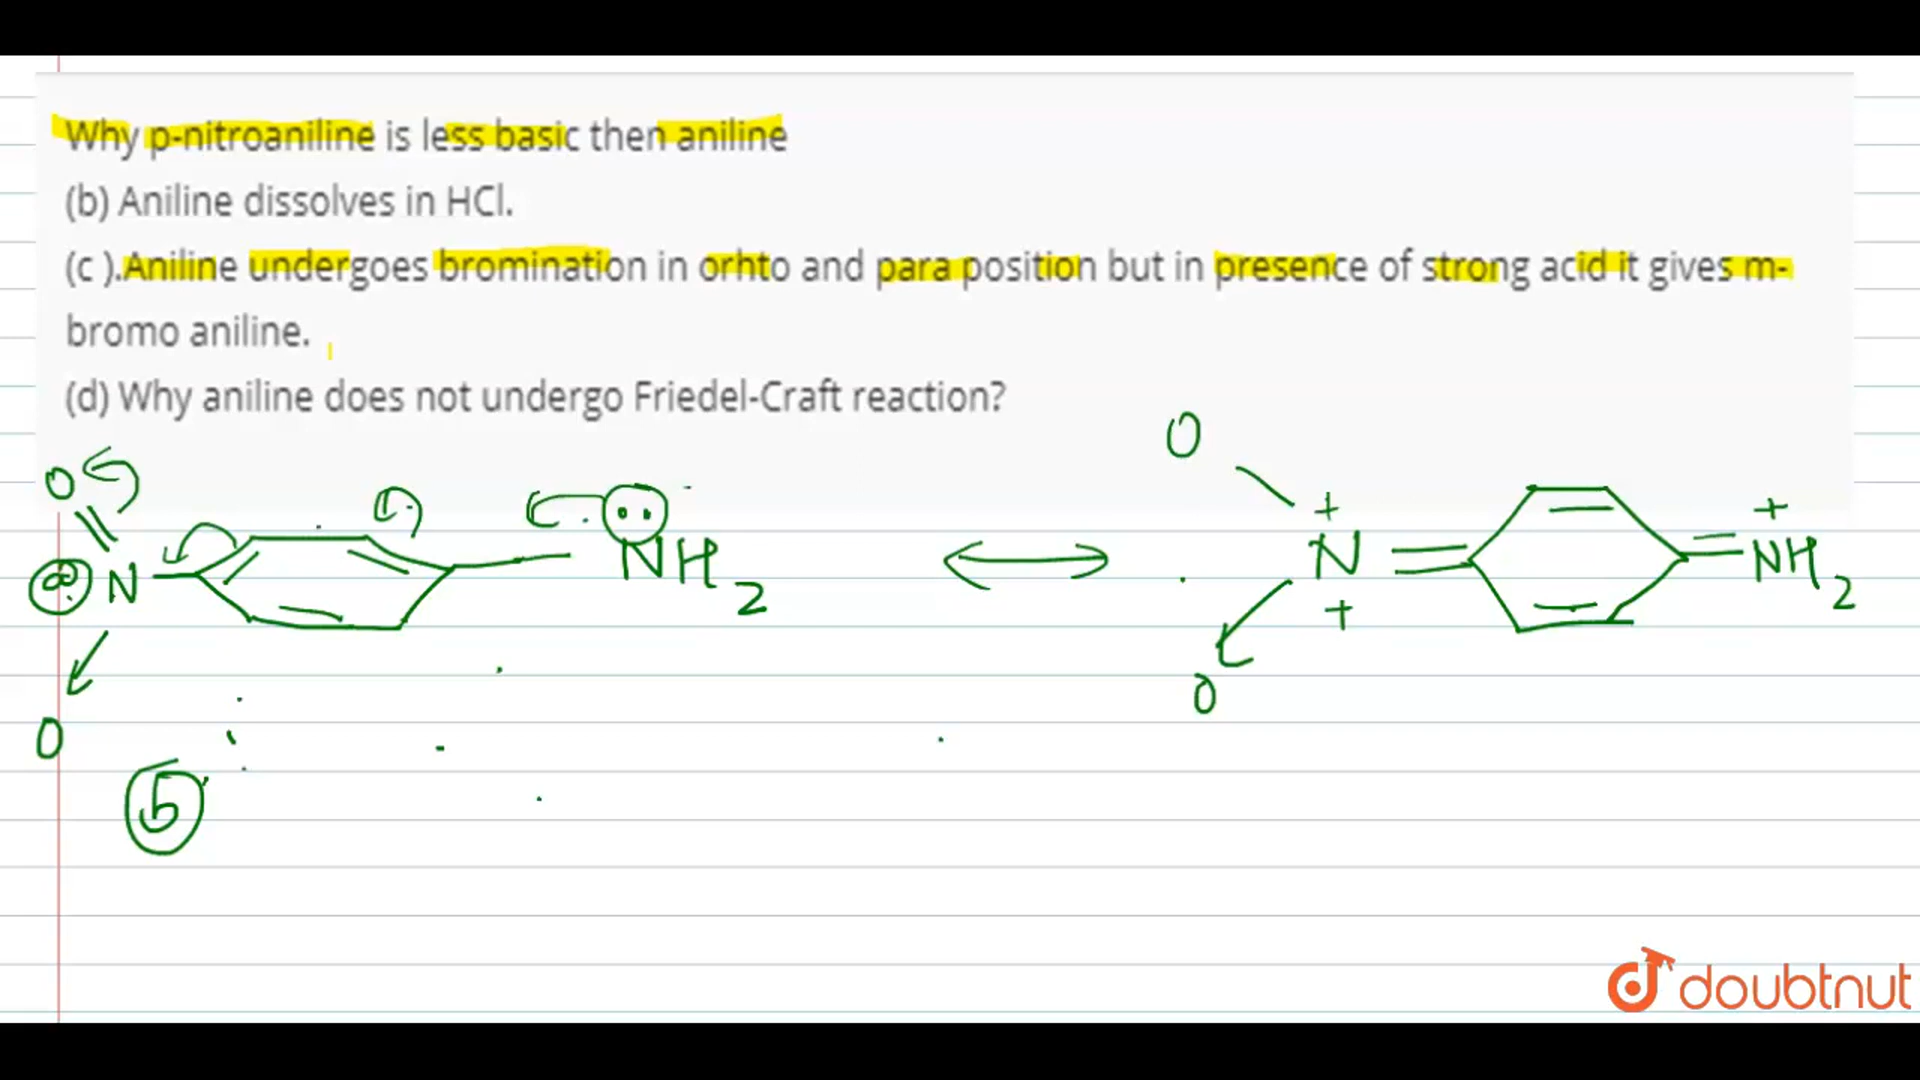 Why p-nitroaniline is less basic then aniline
(b) Aniline dissolves in HCl.
(c ).Aniline undergoes bromination in orhto and para position but in presence of strong acid it gives m-
bromo aniline.
(d) Why aniline does not undergo Friedel-Craft reaction?
O
O
+ +
N NH2
N NH2
+
O
O
b
doubtnut